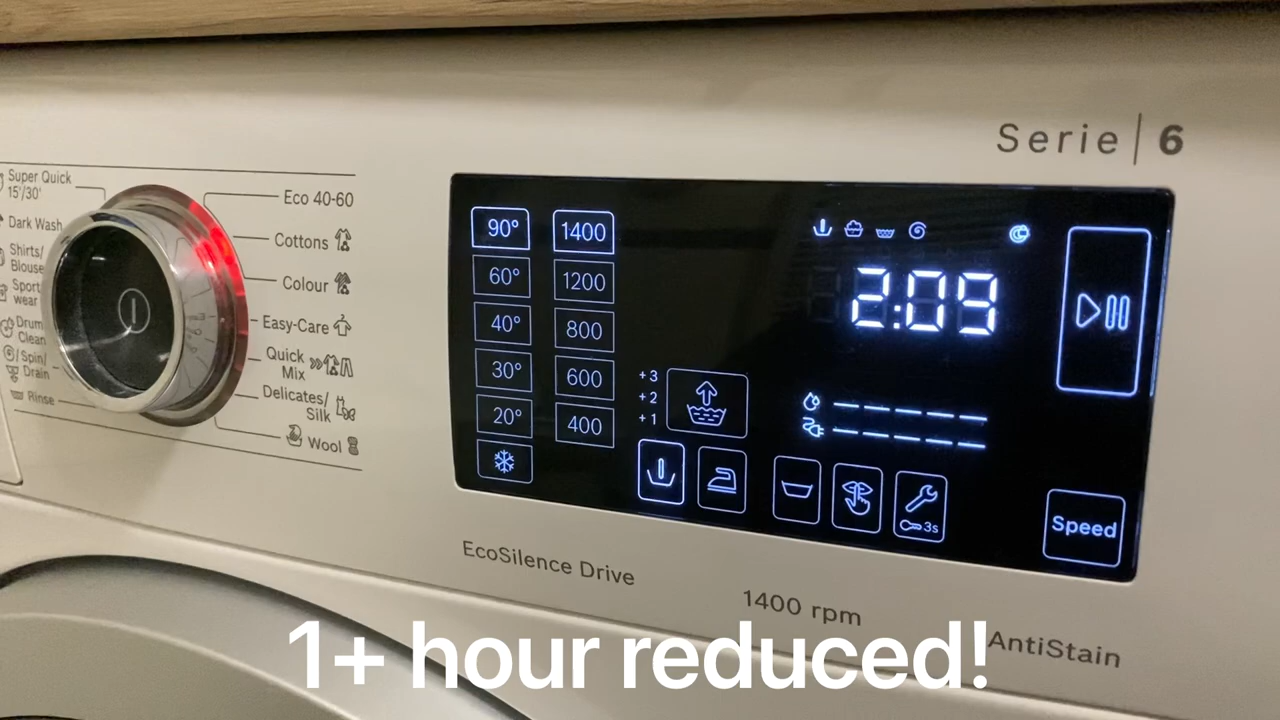 Serie | 6
Super Quick
15'/30'
Dark Wash
Shirts/
Blouse
Sport
wear
Drum
Clean
Spin/
Drain
Rinse
Eco 40-60
Cottons
Colour
Easy-Care
Quick
Mix
Delicates/
Silk
Wool
90° 1400
60° 1200
40° 800
30° 600
20° 400
2:09
+3
+2
+1
3s
Speed
EcoSilence Drive
1400 rpm
AntiStain
1+ hour reduced!